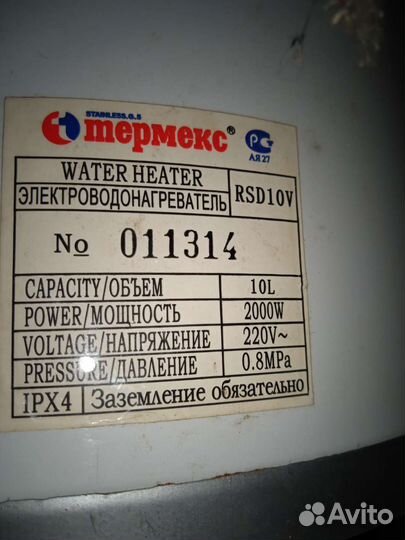 STAINLESS.G.5
термекс®
РС
АЯ27
WATER HEATER
ЭЛЕКТРОВОДОНАГРЕВАТЕЛЬ
RSD10V
No 011314
CAPACITY/ОБЪЕМ 10L
POWER/МОЩНОСТЬ 2000W
VOLTAGE/НАПРЯЖЕНИЕ 220V~
PRESSURE/ДАВЛЕНИЕ 0.8MPa
IPX4 Заземление обязательно
Avito